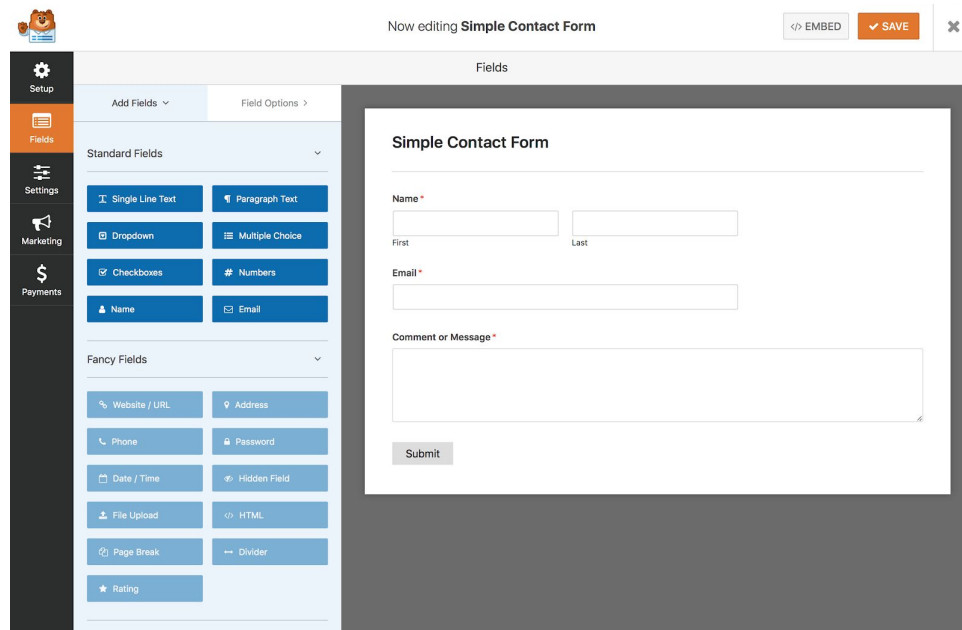 Now editing Simple Contact Form
</> EMBED
SAVE
Setup
Fields
Settings
Marketing
Payments
Fields
Add Fields
Field Options
Standard Fields
Single Line Text
Paragraph Text
Dropdown
Multiple Choice
Checkboxes
# Numbers
Name
Email
Fancy Fields
Website / URL
Address
Phone
Password
Date / Time
Hidden Field
File Upload
</> HTML
Page Break
Divider
Rating
Simple Contact Form
Name *
First
Last
Email *
Comment or Message *
Submit